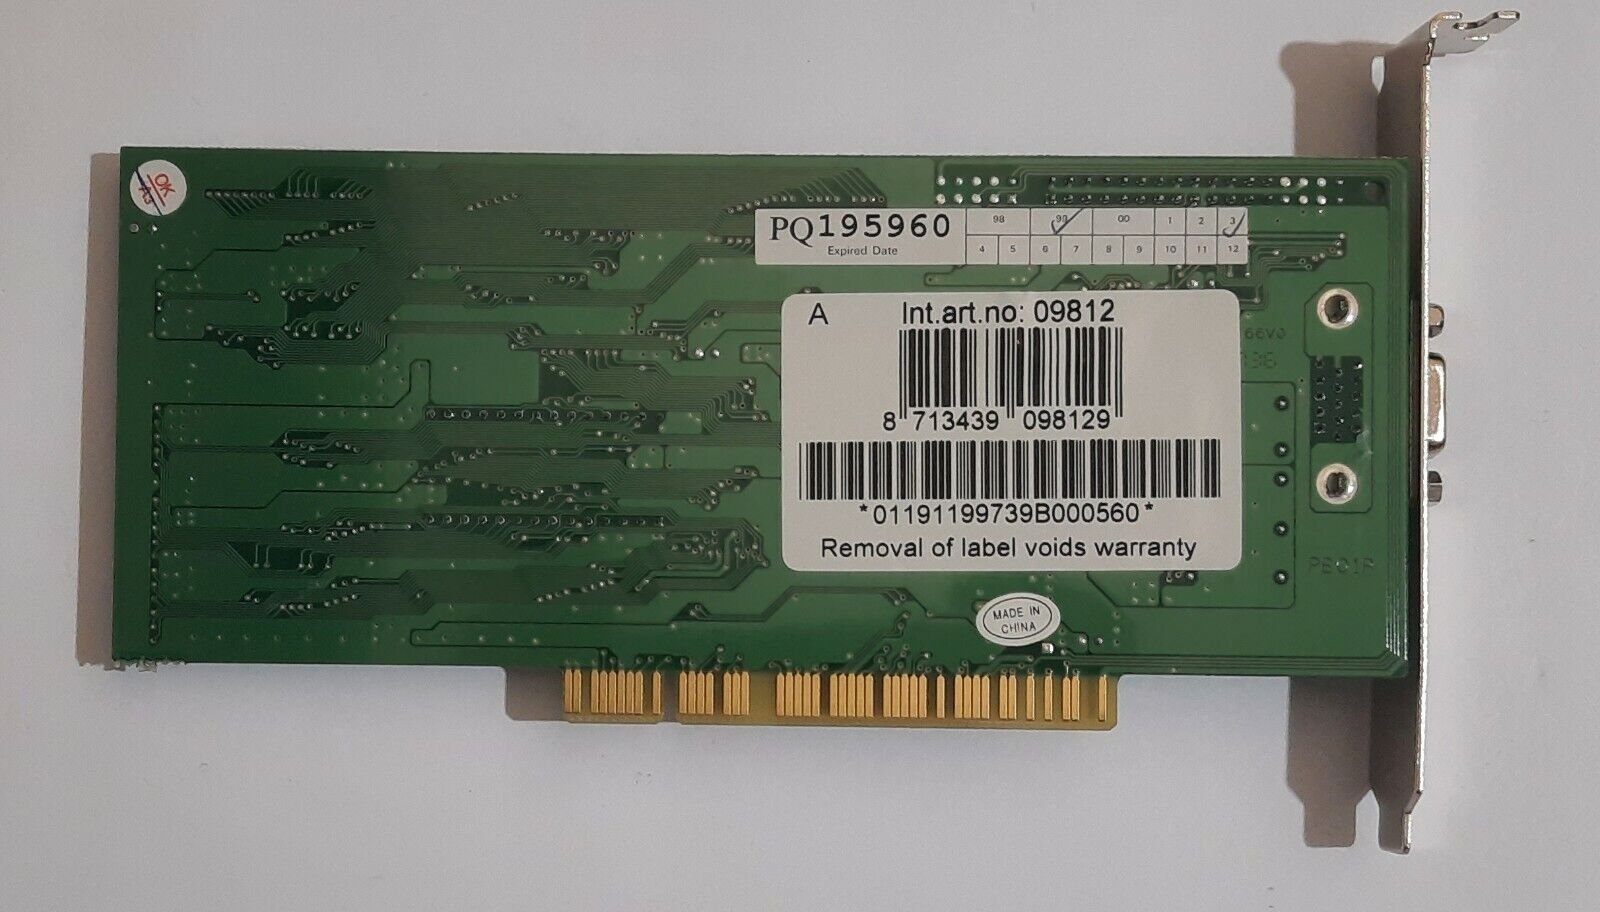 OK
PQ195960
Expired Date
98 99 00 1 2 3
4 5 6 7 8 9 10 11 12
A
Int.art.no: 09812
8 713439 098129
*01191199739B000560*
Removal of label voids warranty
66V0
MADE IN
CHINA